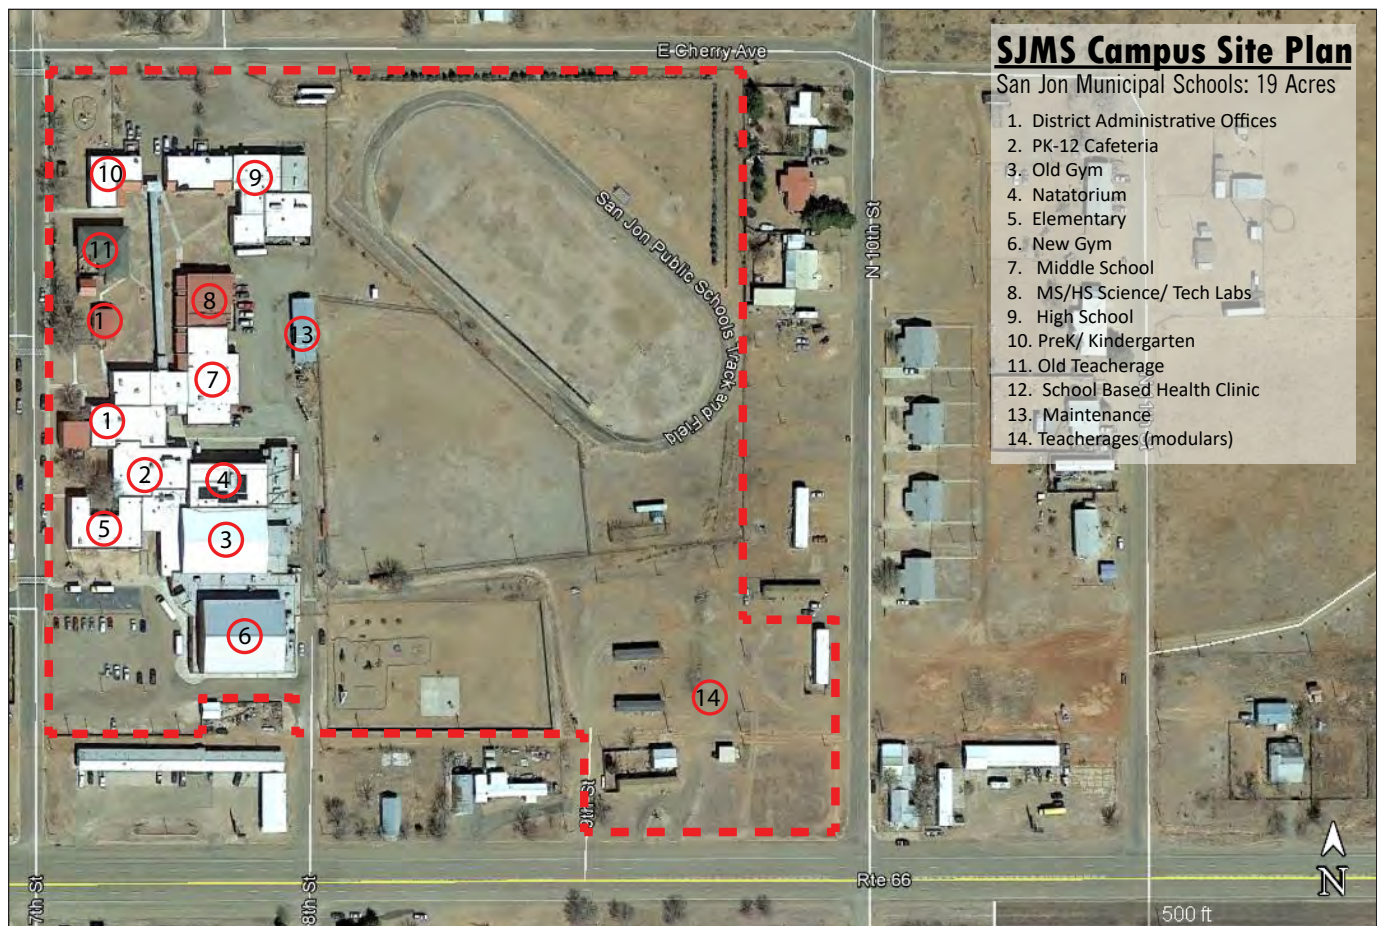 E Cherry Ave
SJMS Campus Site Plan
San Jon Municipal Schools: 19 Acres
1. District Administrative Offices
2. PK-12 Cafeteria
3. Old Gym
4. Natatorium
5. Elementary
6. New Gym
7. Middle School
8. MS/HS Science/ Tech Labs
9. High School
10. PreK/ Kindergarten
11. Old Teacherage
12. School Based Health Clinic
13. Maintenance
14. Teacherages (modulars)
10
9
11
8
1
13
7
1
2
4
5
3
6
14
San Jon Public Schools Track and Field
N 10th St
7th St
8th St
9th St
Rte 66
N
500 ft